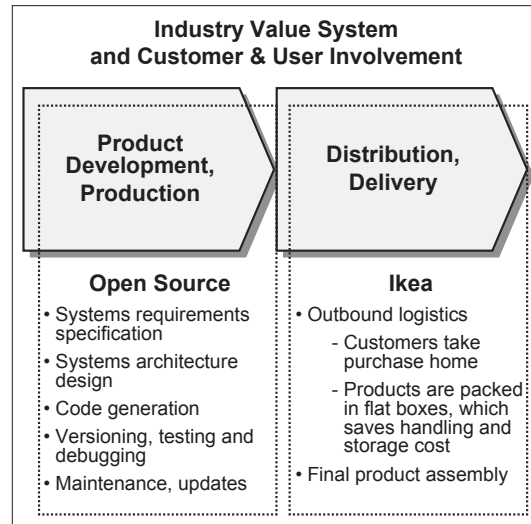 Industry Value System
and Customer & User Involvement
Product
Development,
Production
Distribution,
Delivery
Open Source
• Systems requirements
specification
• Systems architecture
design
• Code generation
• Versioning, testing and
debugging
• Maintenance, updates
Ikea
• Outbound logistics
- Customers take
purchase home
- Products are packed
in flat boxes, which
saves handling and
storage cost
• Final product assembly